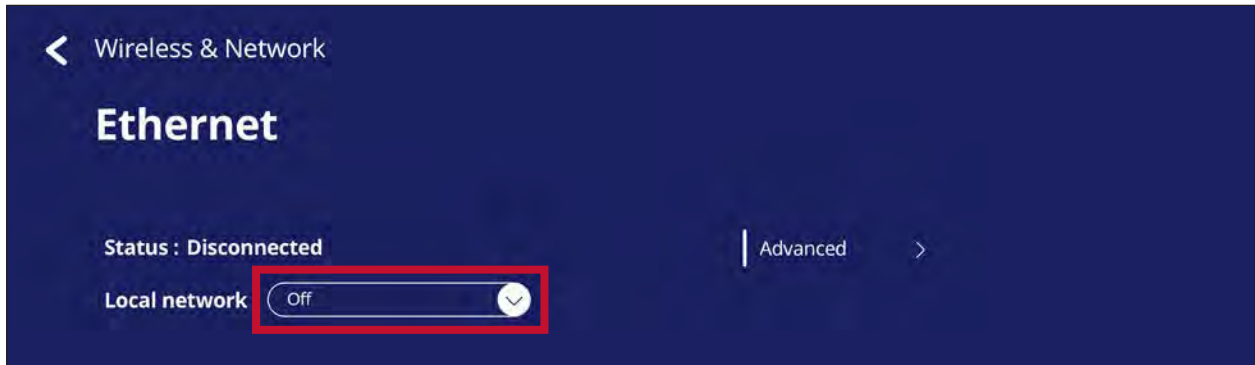 Wireless & Network
Ethernet
Status : Disconnected
Advanced
Local network
Off